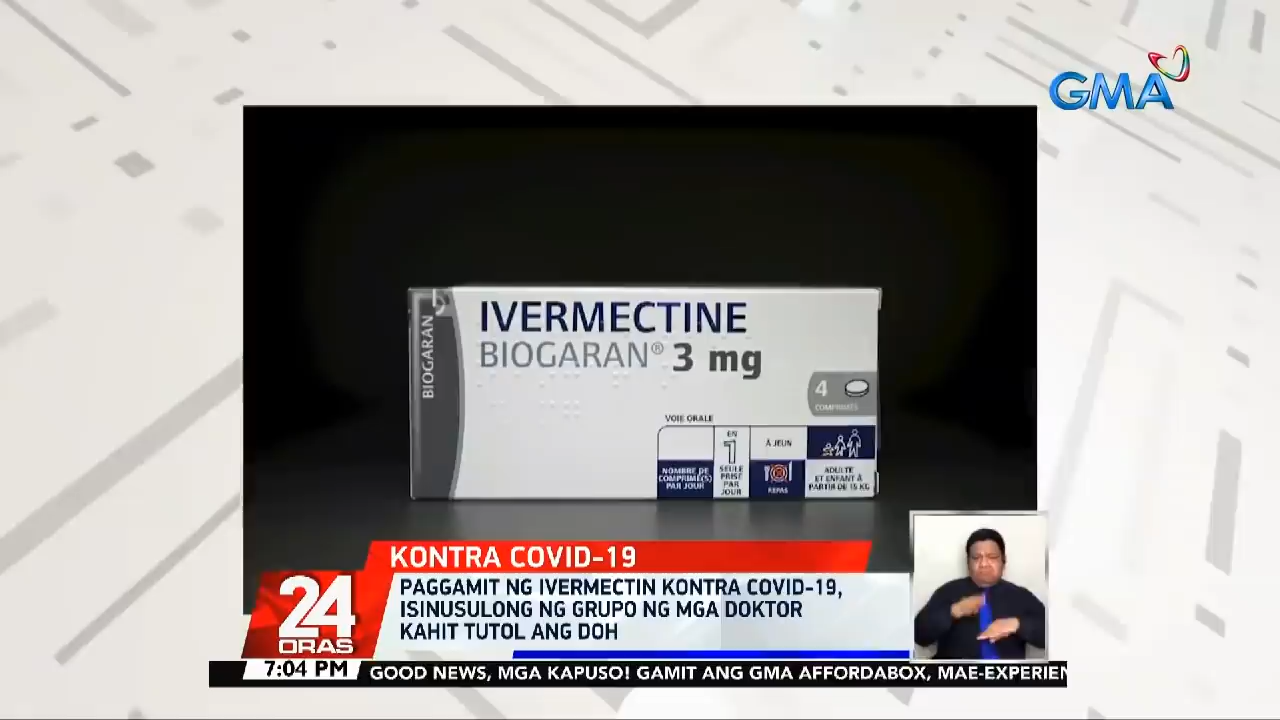 GMA
IVERMECTINE
BIOGARAN® 3 mg
BIOGARAN
4
COMPRIMÉS
VOIE ORALE
NOMBRE DE
COMPRIMÉ(S)
PAR JOUR
EN
1
SEULE
PRISE
PAR
JOUR
À JEUN
REPAS
ADULTE
ET ENFANT À
PARTIR DE 15 KG
KONTRA COVID-19
24
ORAS
PAGGAMIT NG IVERMECTIN KONTRA COVID-19,
ISINUSULONG NG GRUPO NG MGA DOKTOR
KAHIT TUTOL ANG DOH
7:04 PM
GOOD NEWS, MGA KAPUSO! GAMIT ANG GMA AFFORDABOX, MAE-EXPERIEN